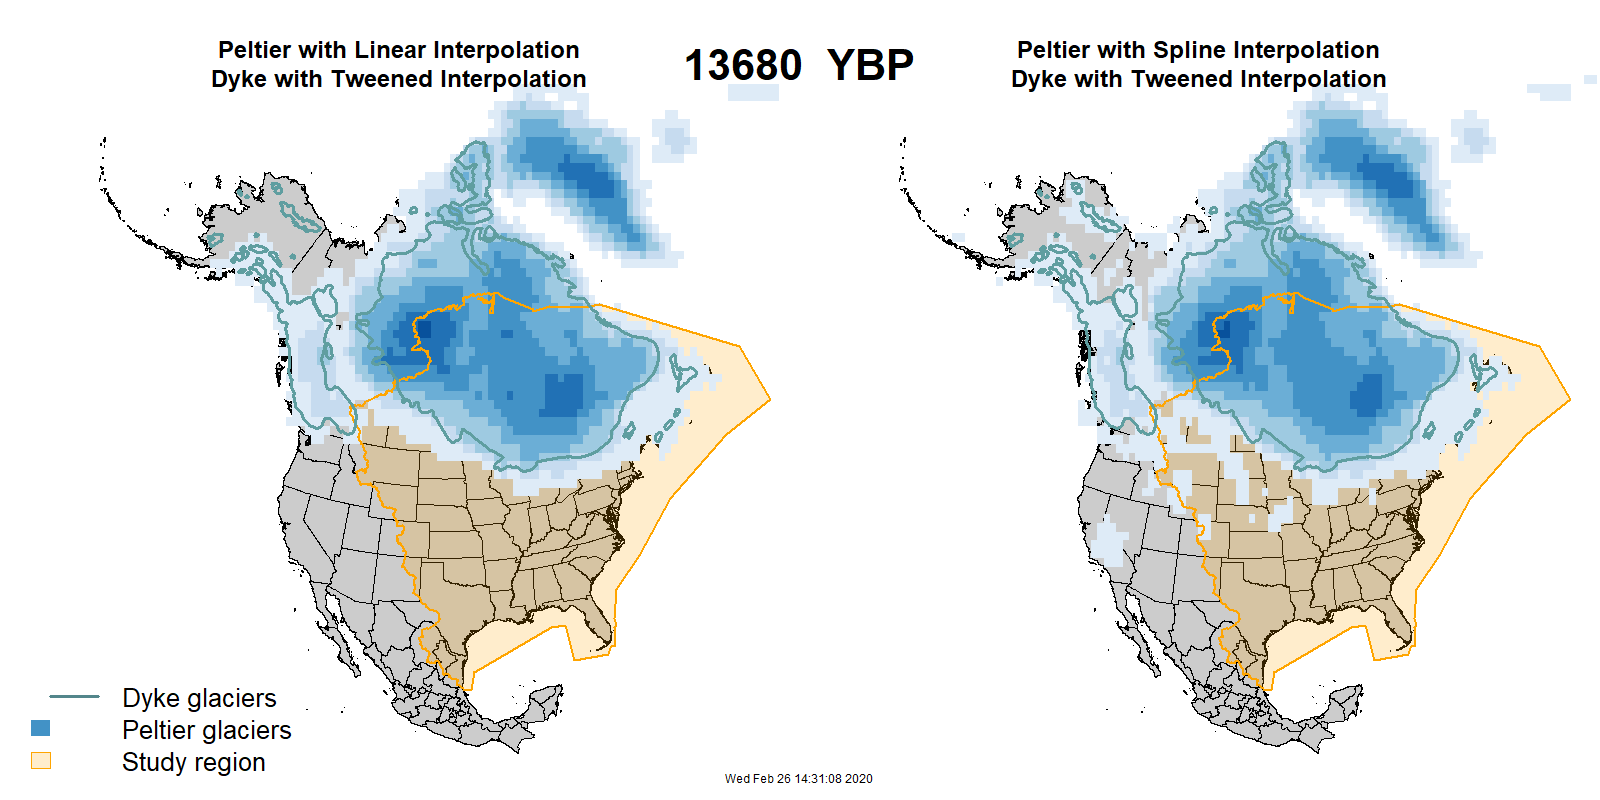 Peltier with Linear Interpolation
Dyke with Tweened Interpolation
13680 YBP
Peltier with Spline Interpolation
Dyke with Tweened Interpolation
Dyke glaciers
Peltier glaciers
Study region
Wed Feb 26 14:31:08 2020